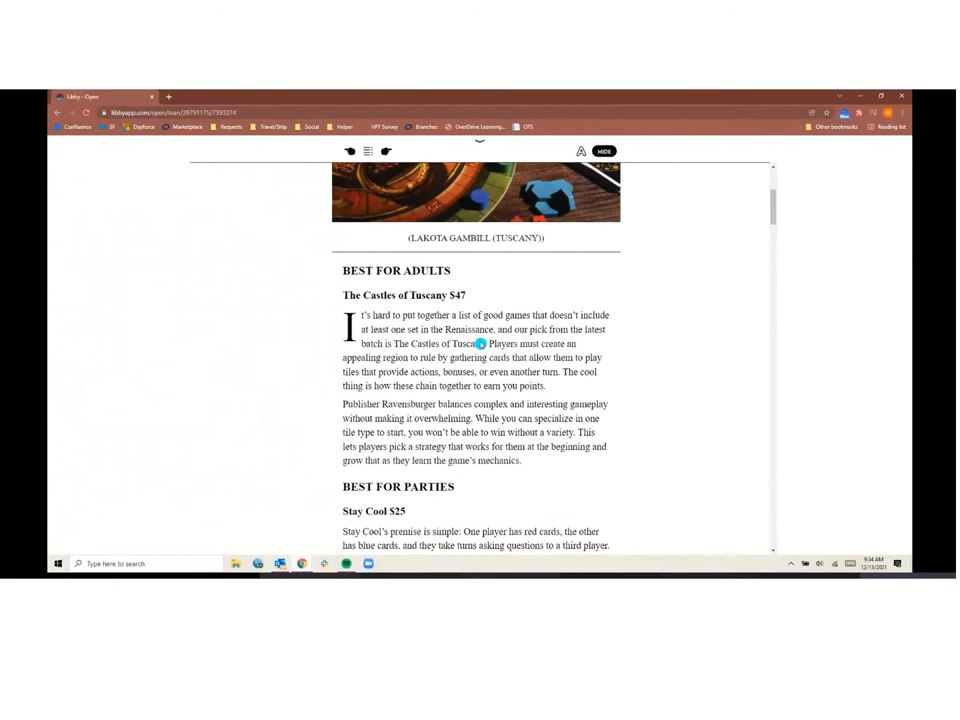 Libby - Open
libbyapp.com/open/loan/39791175/7393274
Confluence SF Dayforce Marketplace Requests Travel/Ship Social Helper VPT Survey Branches OverDrive Learning... OTS Other bookmarks Reading list
A HIDE
(LAKOTA GAMBILL (TUSCANY))
BEST FOR ADULTS
The Castles of Tuscany $47
It's hard to put together a list of good games that doesn't include
at least one set in the Renaissance, and our pick from the latest
batch is The Castles of Players must create an
appealing region to rule by gathering cards that allow them to play
tiles that provide actions, bonuses, or even another turn. The cool
thing is how these chain together to earn you points.
Publisher Ravensburger balances complex and interesting gameplay
without making it overwhelming. While you can specialize in one
tile type to start, you won't be able to win without a variety. This
lets players pick a strategy that works for them at the beginning and
grow that as they learn the game's mechanics.
BEST FOR PARTIES
Stay Cool $25
Stay Cool's premise is simple: One player has red cards, the other
has blue cards, and they take turns asking questions to a third player.
Type here to search
9:34 AM
12/13/2021